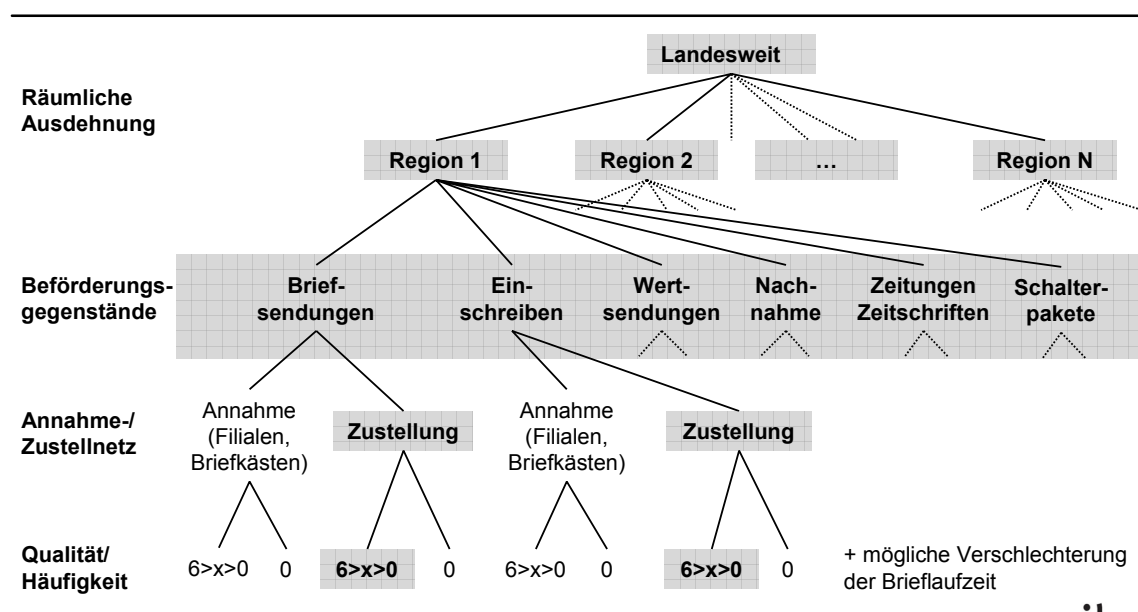 Landesweit
Räumliche
Ausdehnung
Region 1
Region 2
...
Region N
Beförderungs-
gegenstände
Brief-
sendungen
Ein-
schreiben
Wert-
sendungen
Nach-
nahme
Zeitungen
Zeitschriften
Schalter-
pakete
Annahme-/
Zustellnetz
Annahme
(Filialen,
Briefkästen)
Zustellung
Annahme
(Filialen,
Briefkästen)
Zustellung
Qualität/
Häufigkeit
6>x>0
0
6>x>0
0
6>x>0
0
6>x>0
0
+ mögliche Verschlechterung
der Brieflaufzeit